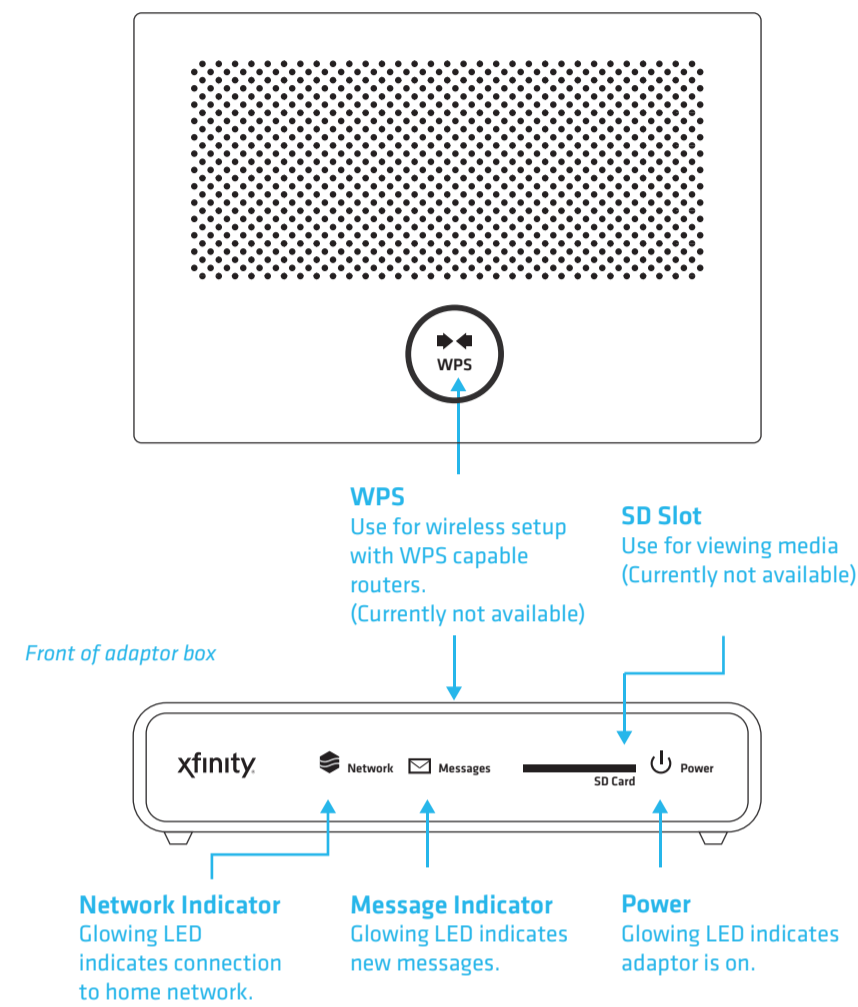 WPS
WPS
Use for wireless setup
with WPS capable
routers.
(Currently not available)
SD Slot
Use for viewing media
(Currently not available)
Front of adaptor box
xfinity
Network
Messages
SD Card
Power
Network Indicator
Glowing LED
indicates connection
to home network.
Message Indicator
Glowing LED indicates
new messages.
Power
Glowing LED indicates
adaptor is on.